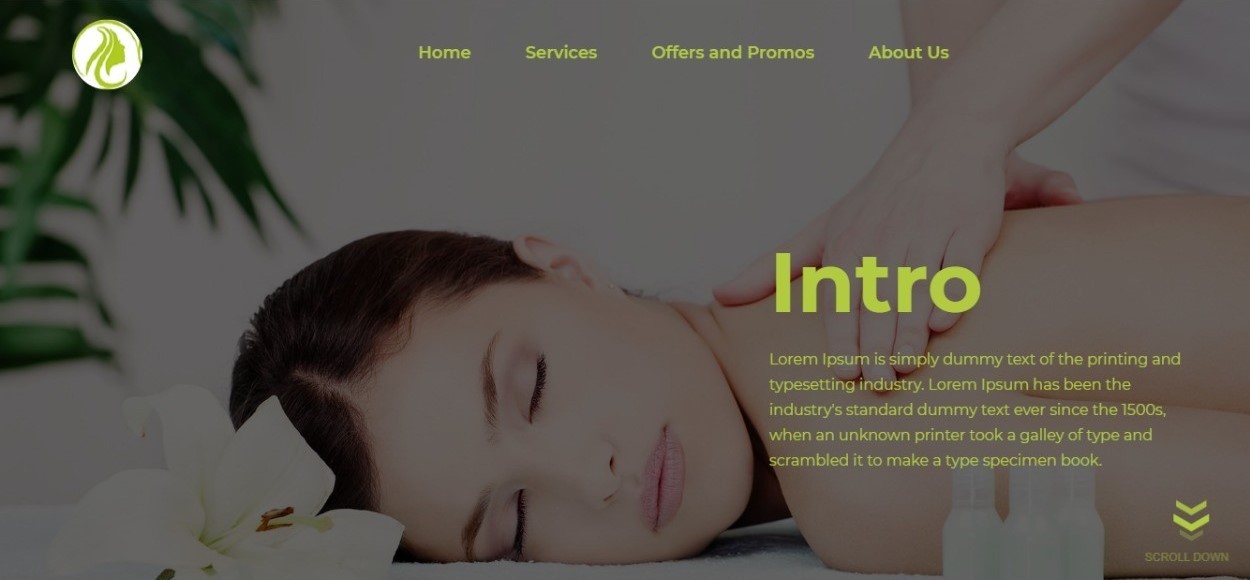 Home Services Offers and Promos About Us
Intro
Lorem Ipsum is simply dummy text of the printing and
typesetting industry. Lorem Ipsum has been the
industry's standard dummy text ever since the 1500s,
when an unknown printer took a galley of type and
scrambled it to make a type specimen book.
SCROLL DOWN